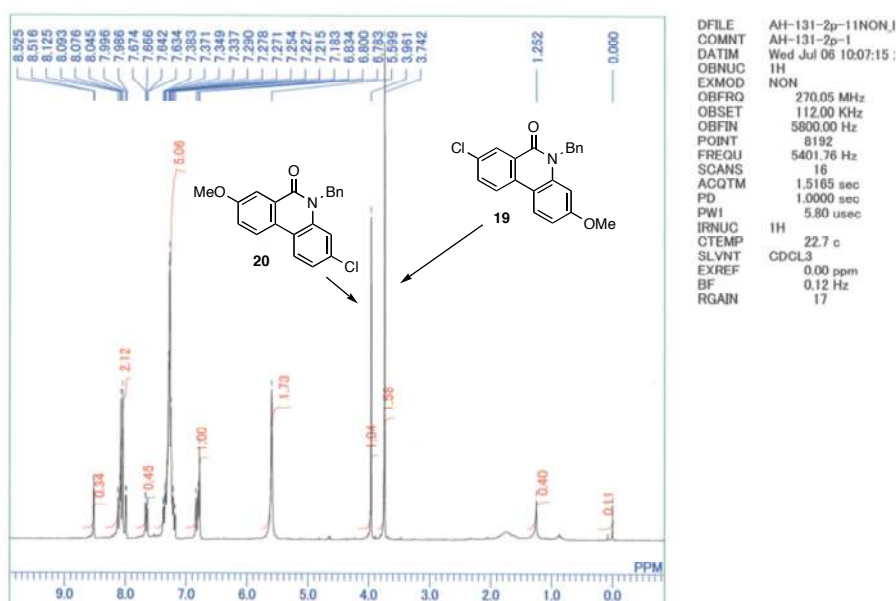 8.525
8.516
8.125
8.093
8.076
8.045
7.996
7.986
7.674
7.666
7.642
7.634
7.383
7.371
7.349
7.337
7.290
7.278
7.271
7.254
7.227
7.215
7.183
6.834
6.800
6.783
5.599
3.961
3.742
1.252
0.000
DFILE AH-131-2p-11NON
COMNT AH-131-2p-1
DATIM Wed Jul 06 10:07:15
OBNUC 1H
EXMOD NON
OBFRQ 270.05 MHz
OBSET 112.00 KHz
OBFIN 5800.00 Hz
POINT 8192
FREQU 5401.76 Hz
SCANS 16
ACQTM 1.5165 sec
PD 1.0000 sec
PW1 5.80 usec
IRNUC 1H
CTEMP 22.7 c
SLVNT CDCL3
EXREF 0.00 ppm
BF 0.12 Hz
RGAIN 17
O
Cl
N
Bn
19
OMe
O
MeO
N
Bn
20
Cl
0.34
2.12
0.45
5.06
1.00
1.73
1.04
1.58
0.40
0.11
PPM
9.0 8.0 7.0 6.0 5.0 4.0 3.0 2.0 1.0 0.0